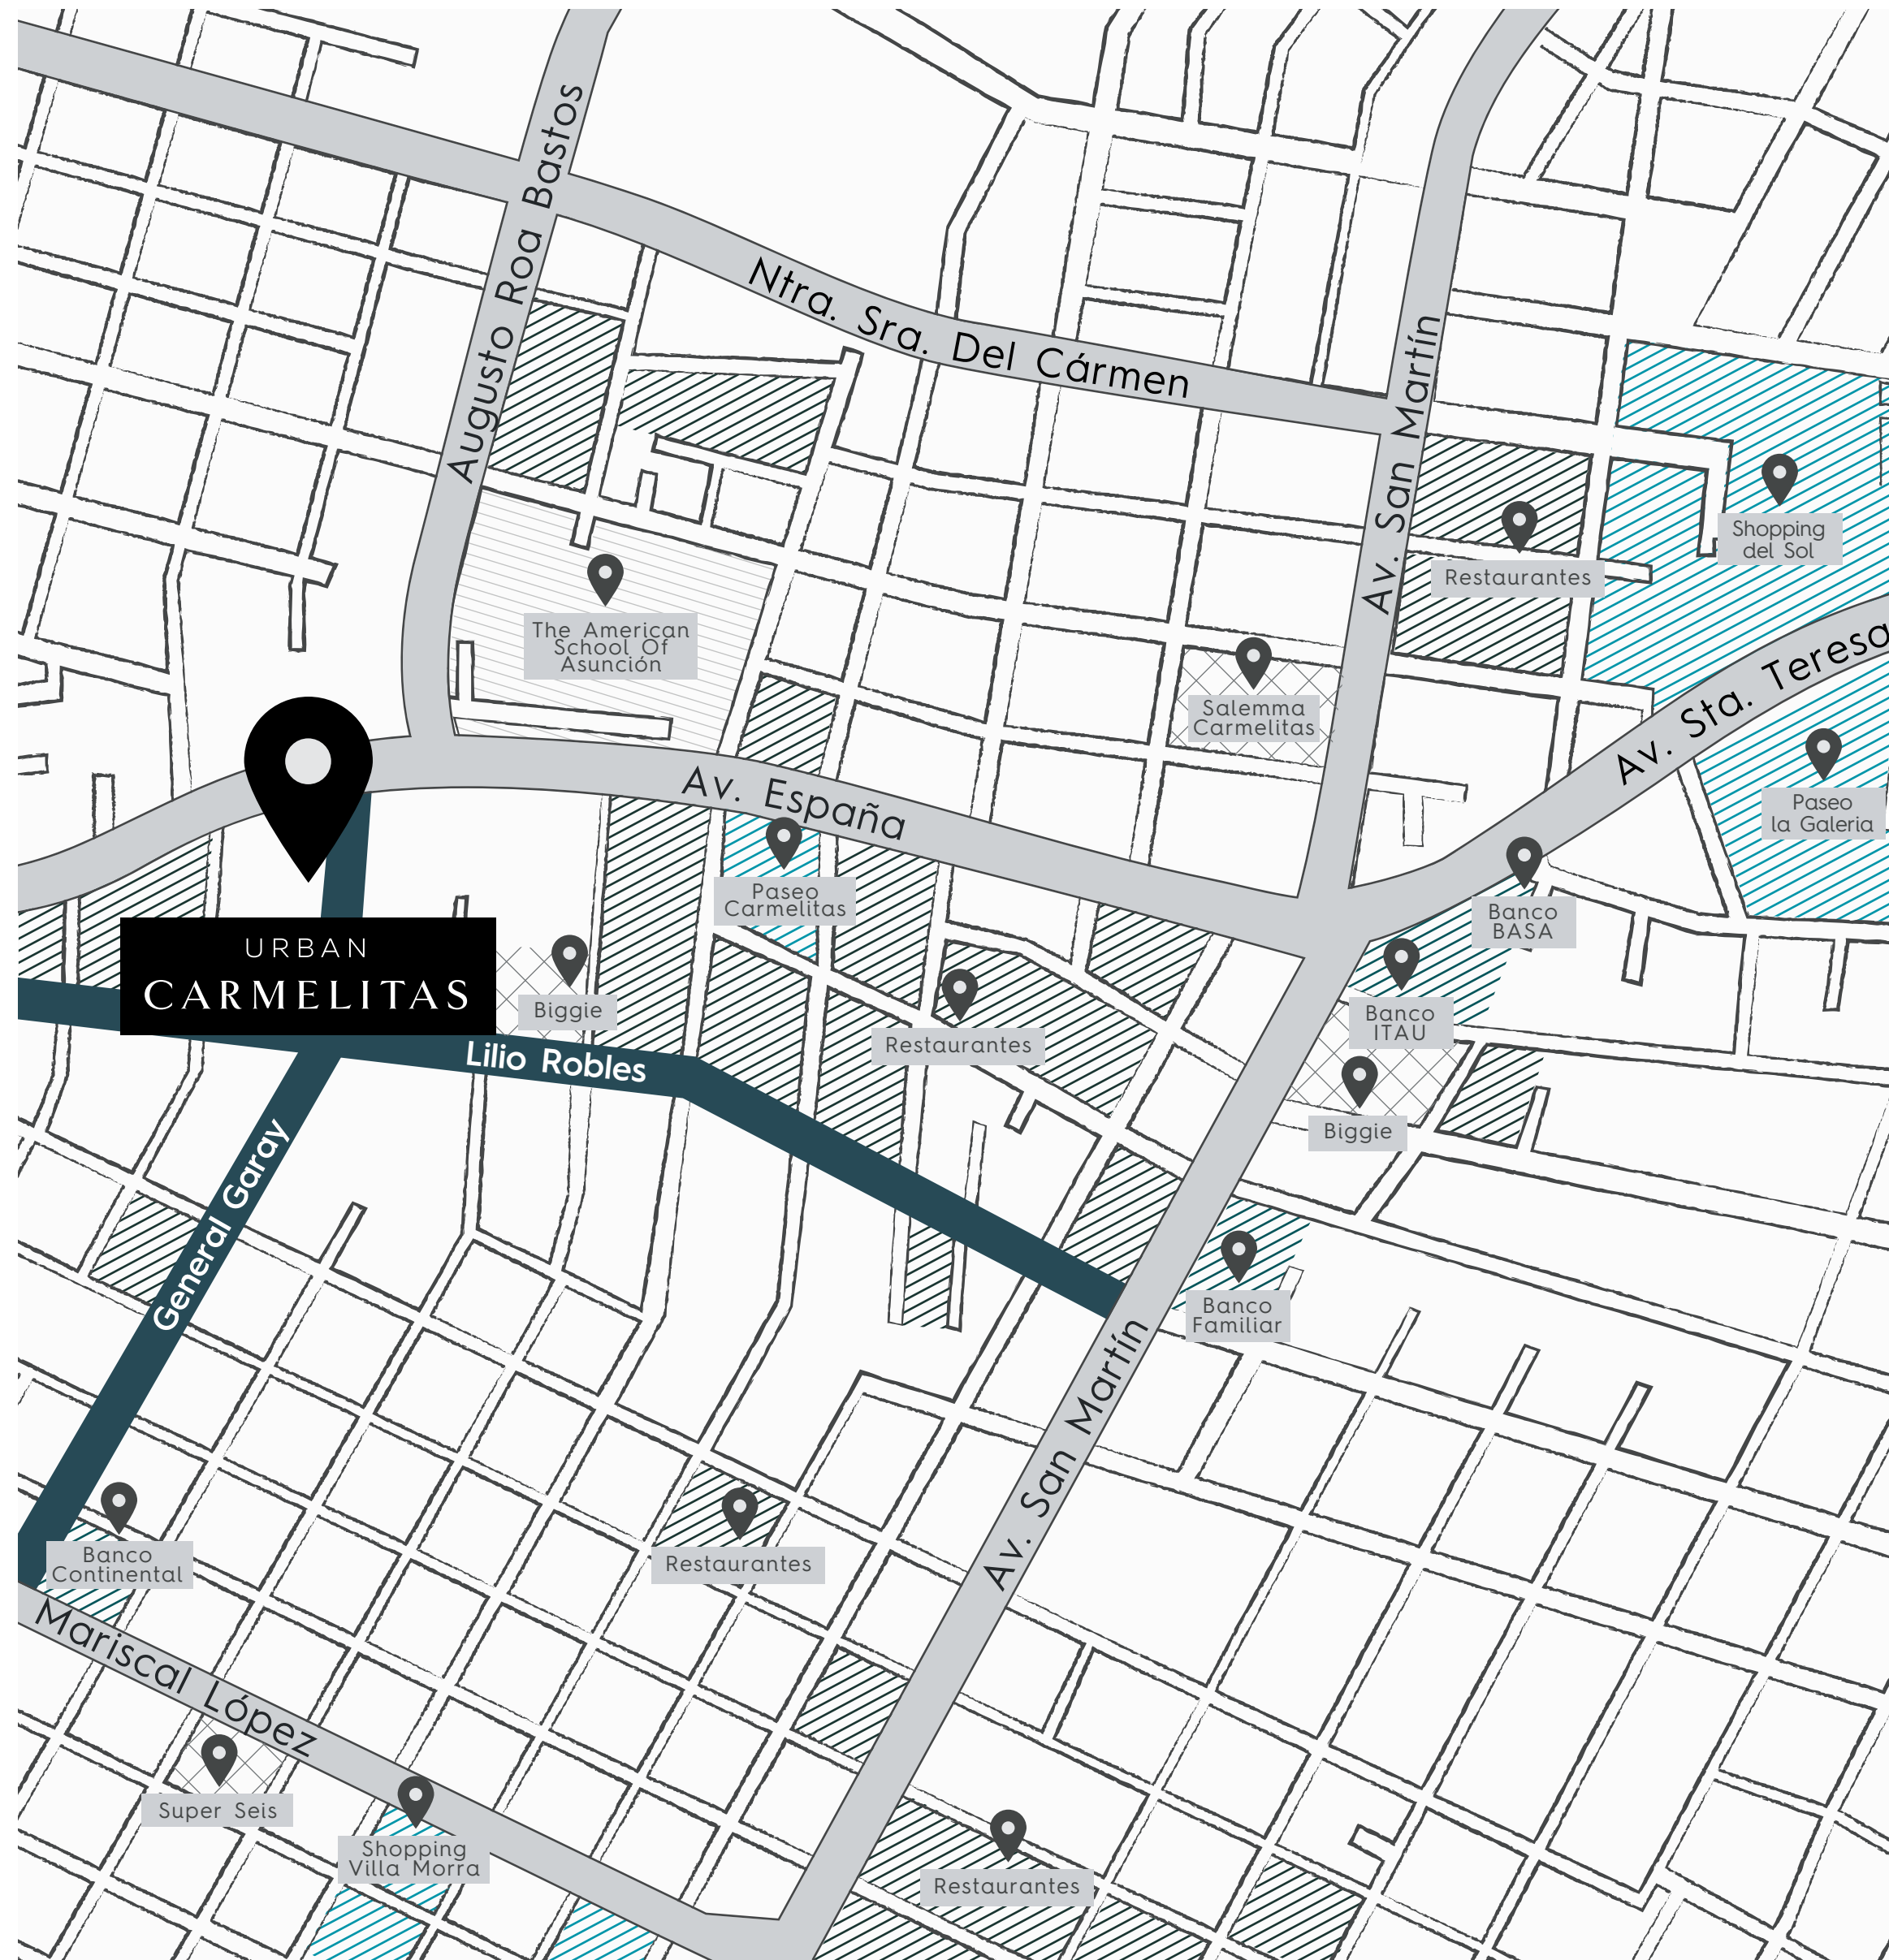 Augusto Roa Bastos
Ntra. Sra. Del Cármen
Av. San Martín
Shopping
del Sol
Restaurantes
The American
School Of
Asunción
Salemma
Carmelitas
Av. Sta. Teresa
Av. España
Paseo
la Galeria
Paseo
Carmelitas
Banco
BASA
URBAN
CARMELITAS
Biggie
Restaurantes
Banco
ITAU
Lilio Robles
Biggie
General Garay
Banco
Familiar
Av. San Martín
Banco
Continental
Restaurantes
Mariscal López
Super Seis
Shopping
Villa Morra
Restaurantes